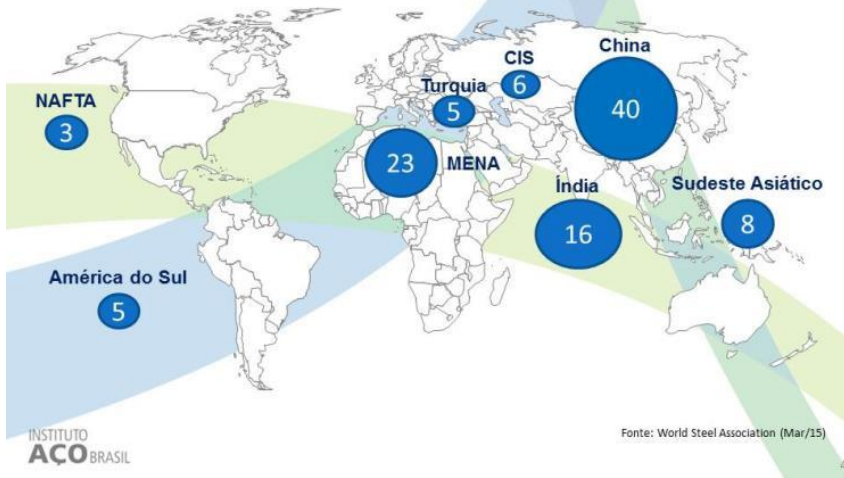 China
CIS
40
6
Turquia
5
NAFTA
3
23
MENA
Índia
16
Sudeste Asiático
8
América do Sul
5
INSTITUTO
AÇO BRASIL
Fonte: World Steel Association (Mar/15)